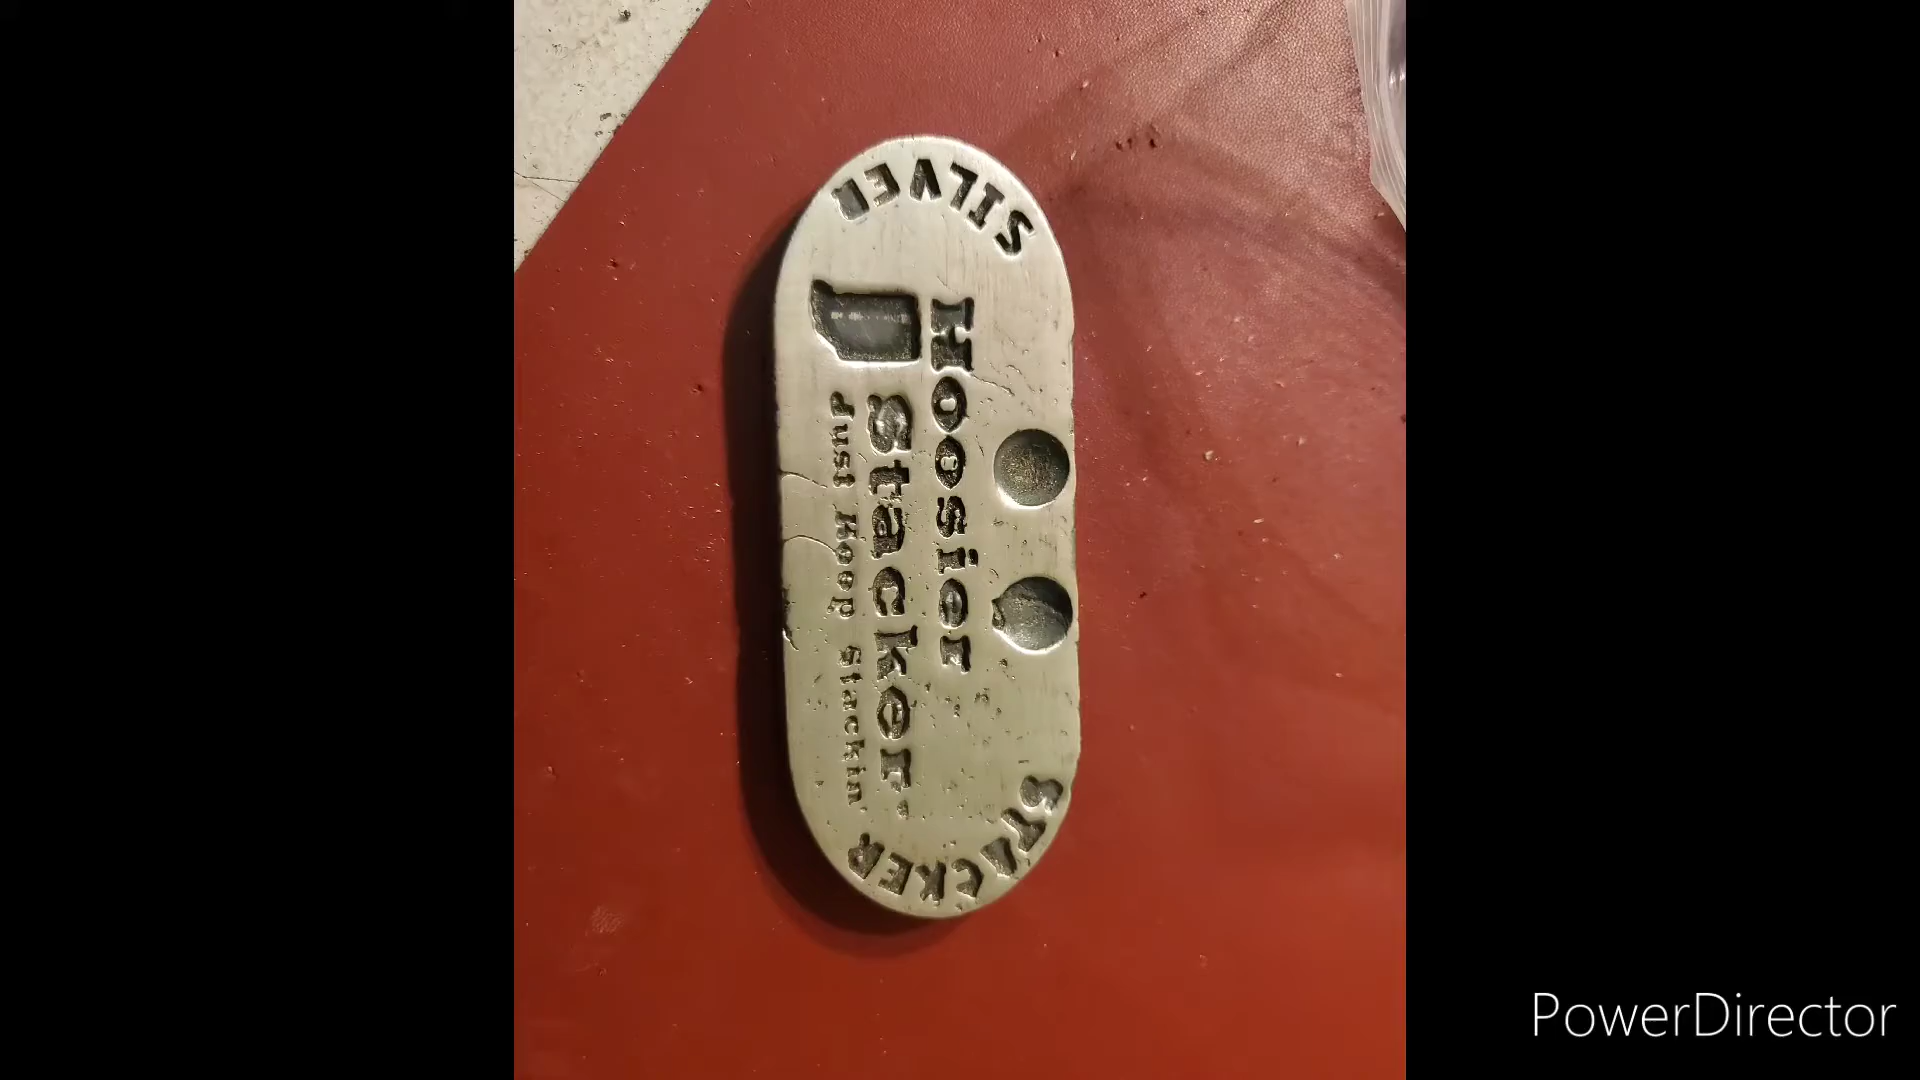 SILVER
Hoosier
Stacker.
Just Keep Stackin'
STACKER
PowerDirector